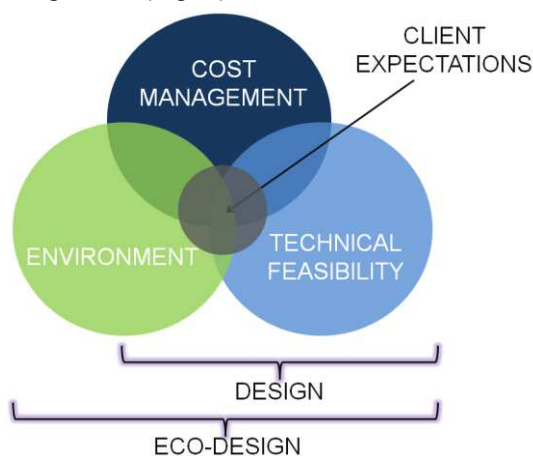 CLIENT
EXPECTATIONS
COST
MANAGEMENT
ENVIRONMENT
TECHNICAL
FEASIBILITY
DESIGN
ECO-DESIGN